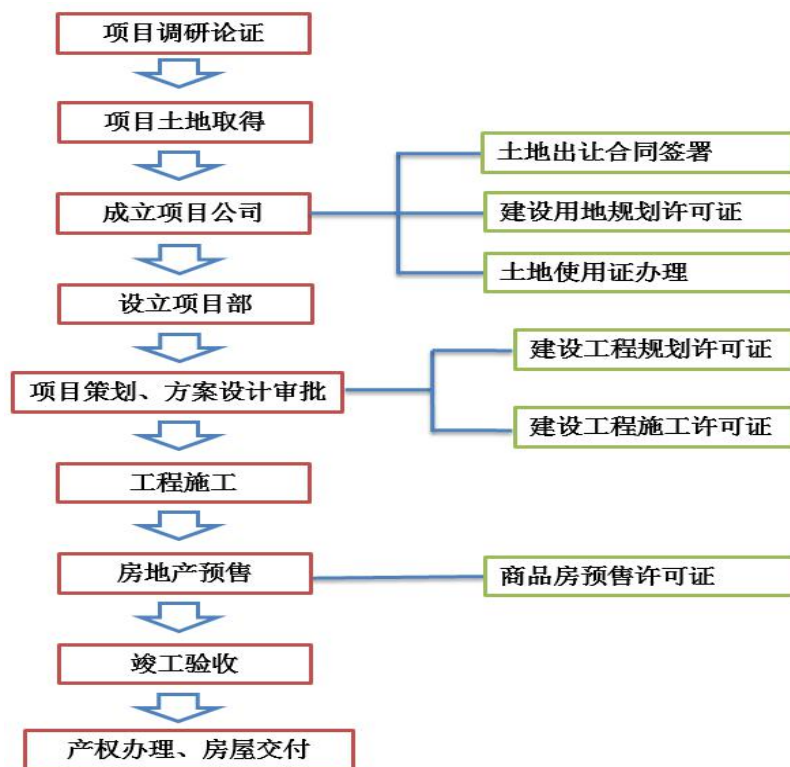 项目调研论证
项目土地取得
土地出让合同签署
成立项目公司
建设用地规划许可证
土地使用证办理
设立项目部
建设工程规划许可证
项目策划、方案设计审批
建设工程施工许可证
工程施工
房地产预售
商品房预售许可证
竣工验收
产权办理、房屋交付